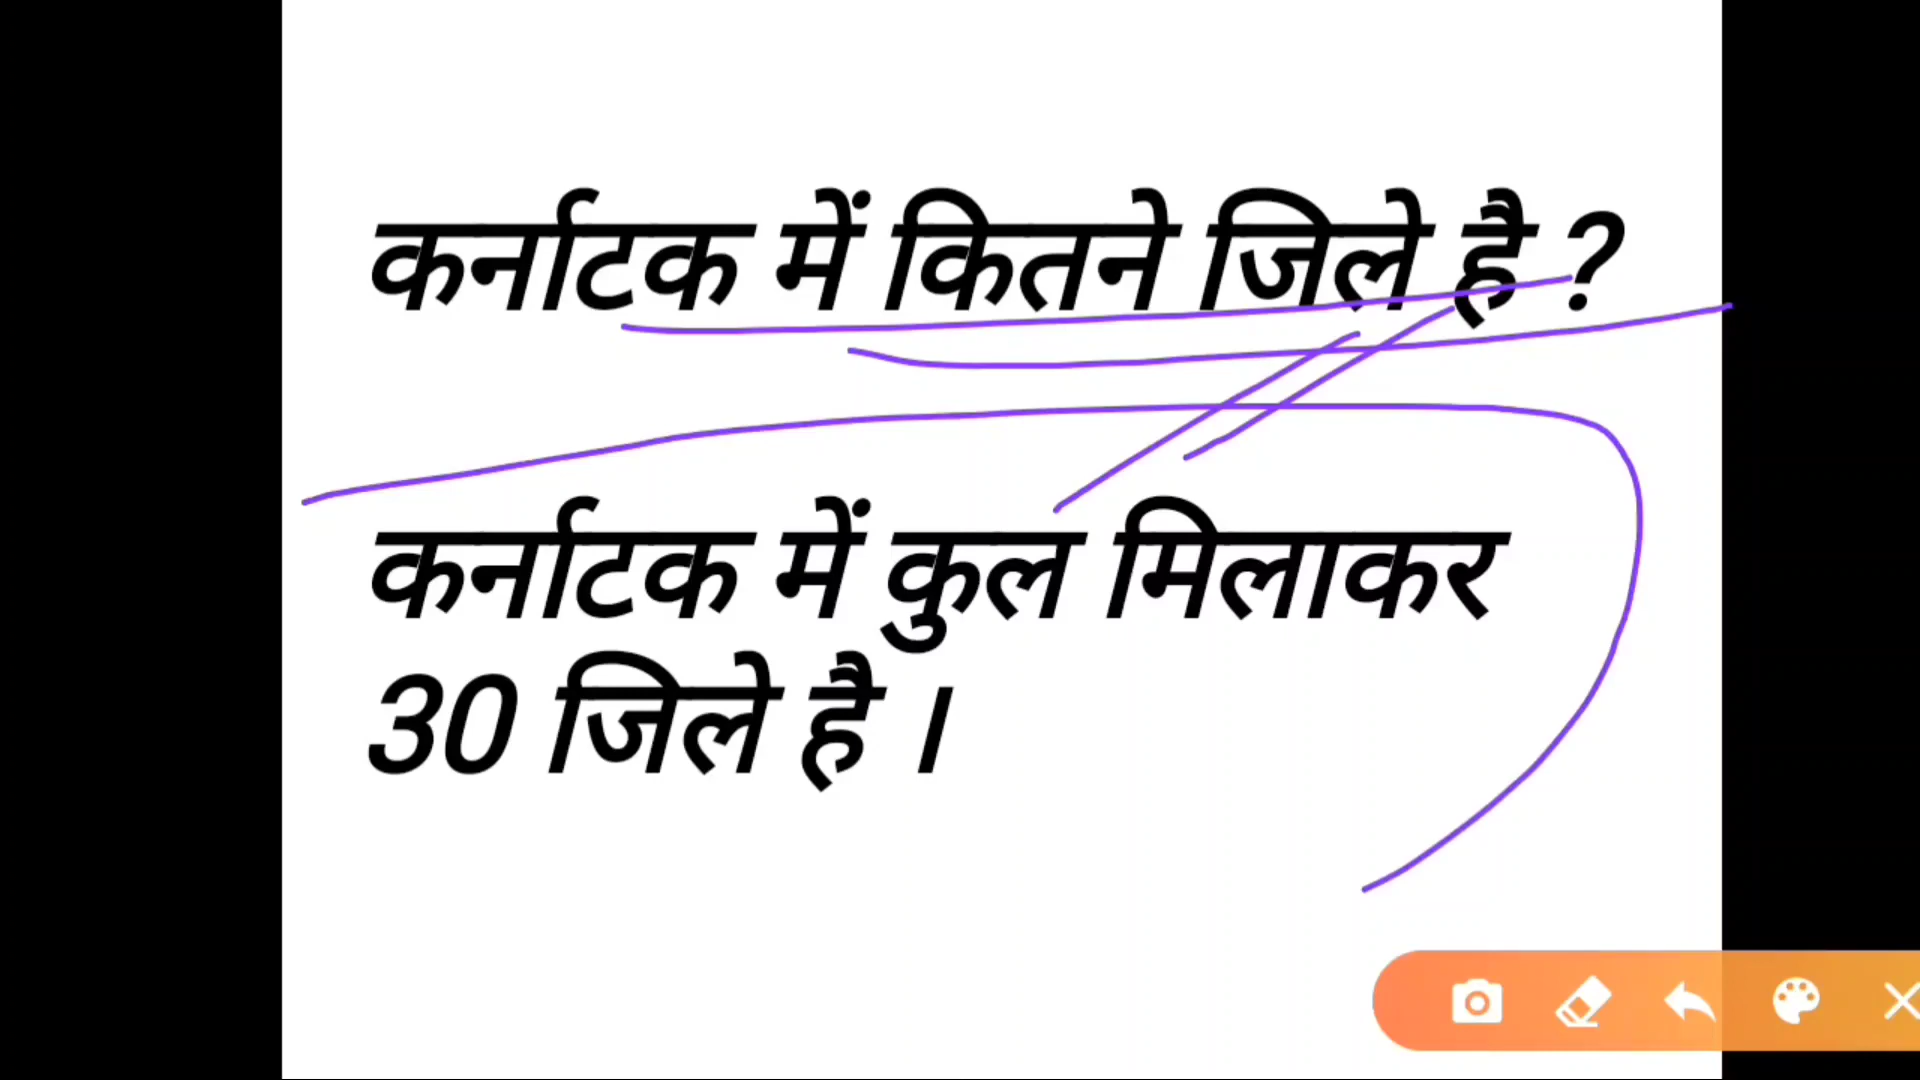 कर्नाटक में कितने जिले है ?
कर्नाटक में कुल मिलाकर
30 जिले है ।